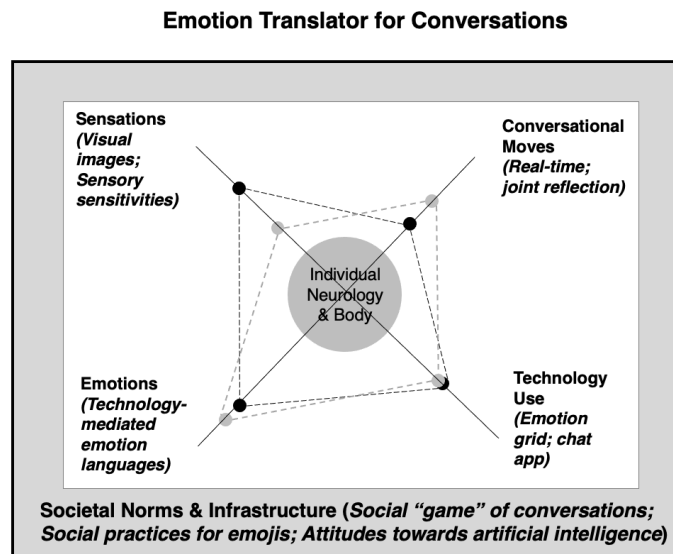 Emotion Translator for Conversations
Sensations
(Visual
images;
Sensory
sensitivities)
Conversational
Moves
(Real-time;
joint reflection)
Individual
Neurology
& Body
Emotions
(Technology-
mediated
emotion
languages)
Technology
Use
(Emotion
grid; chat
app)
Societal Norms & Infrastructure (Social “game” of conversations;
Social practices for emojis; Attitudes towards artificial intelligence)